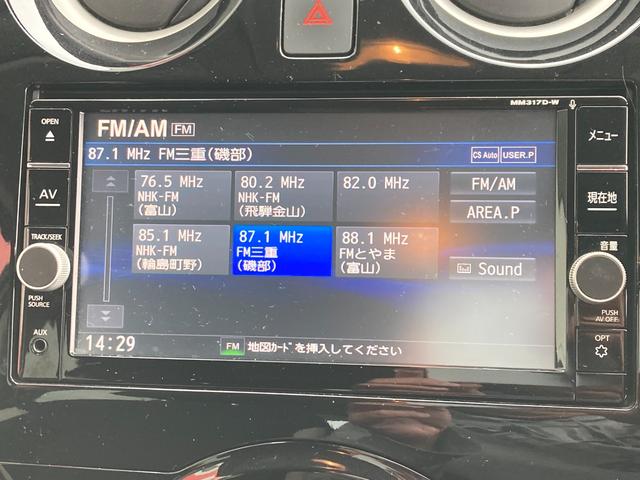 MM317D-W
OPEN
AV
TRACK/SEEK
PUSH
SOURCE
AUX
FM/AM FM
87.1 MHz FM三重(磯部)
CS Auto USER.P
76.5 MHz
NHK-FM
(富山)
80.2 MHz
NHK-FM
(飛騨金山)
82.0 MHz
FM/AM
AREA.P
85.1 MHz
NHK-FM
(輪島町野)
87.1 MHz
FM三重
(磯部)
88.1 MHz
FMとやま
(富山)
Sound
14:29
FM 地図ｶｰﾄﾞを挿入してください
メニュー
現在地
音量
PUSH
AV OFF
OPT